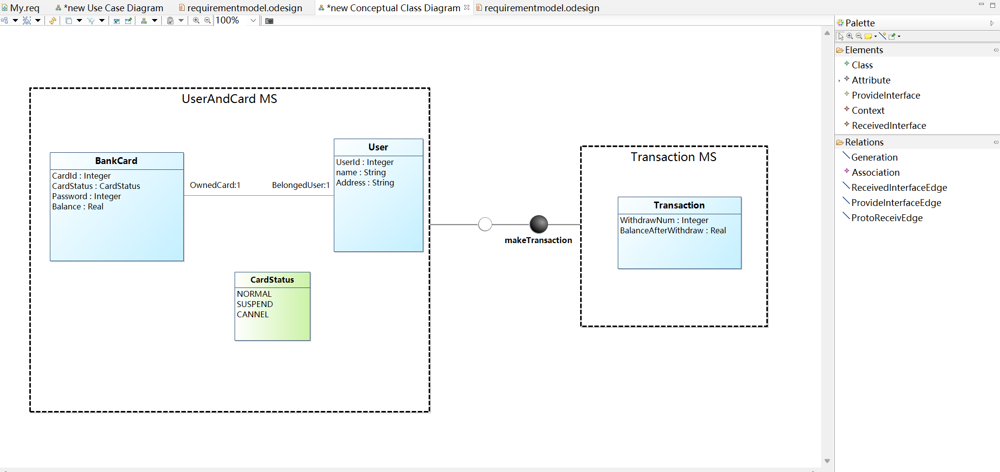 My.req
*new Use Case Diagram
requirementmodel.odesign
*new Conceptual Class Diagram
requirementmodel.odesign
100%
Palette
Elements
Class
Attribute
ProvideInterface
Context
ReceivedInterface
Relations
Generation
Association
ReceivedInterfaceEdge
ProvideInterfaceEdge
ProtoReceivEdge
UserAndCard MS
BankCard
CardId : Integer
CardStatus : CardStatus
Password : Integer
Balance : Real
OwnedCard:1
BelongedUser:1
User
UserId : Integer
name : String
Address : String
CardStatus
NORMAL
SUSPEND
CANNEL
makeTransaction
Transaction MS
Transaction
WithdrawNum : Integer
BalanceAfterWithdraw : Real